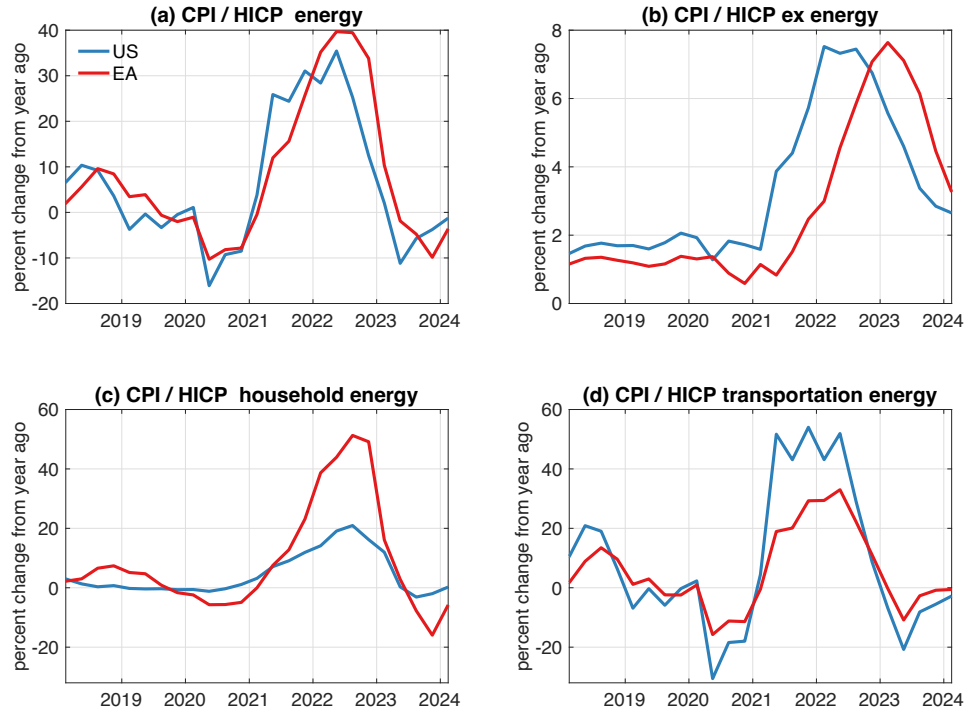 (a) CPI / HICP energy
percent change from year ago
40
30
20
10
0
-10
-20
US
EA
2019 2020 2021 2022 2023 2024
(b) CPI / HICP ex energy
percent change from year ago
8
6
4
2
0
2019 2020 2021 2022 2023 2024
(c) CPI / HICP household energy
percent change from year ago
60
40
20
0
-20
2019 2020 2021 2022 2023 2024
(d) CPI / HICP transportation energy
percent change from year ago
60
40
20
0
-20
2019 2020 2021 2022 2023 2024